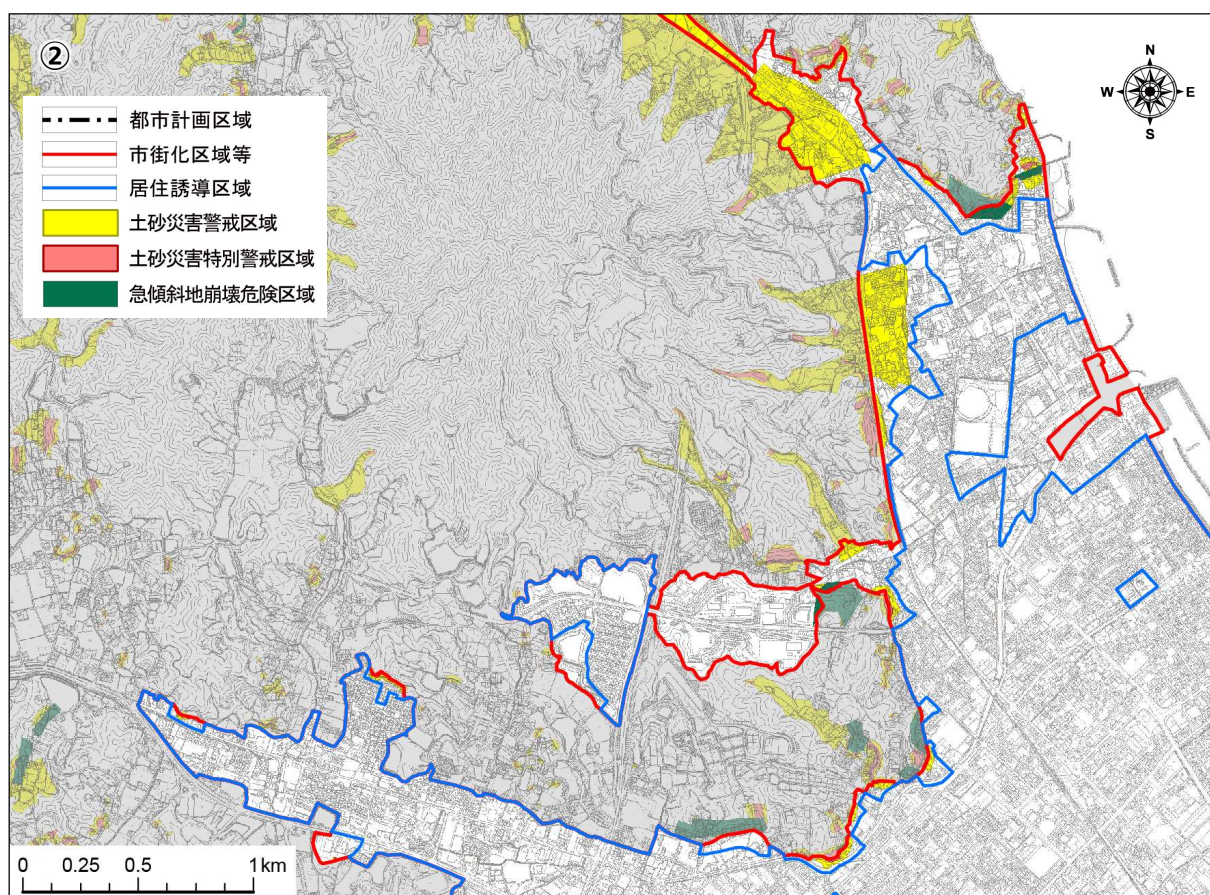 ②
都市計画区域
市街化区域等
居住誘導区域
土砂災害警戒区域
土砂災害特別警戒区域
急傾斜地崩壊危険区域
N
W E
S
0 0.25 0.5 1km